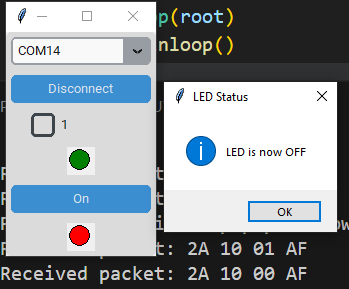 p(root)
nloop()
COM14
Disconnect
1
On
LED Status
LED is now OFF
OK
packet: 2A 10 01 AF
Received packet: 2A 10 00 AF